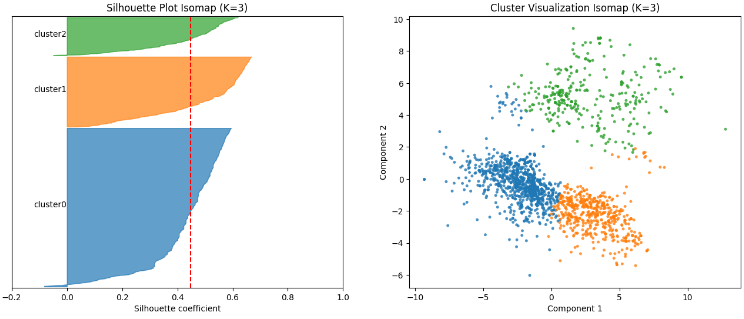 Silhouette Plot Isomap (K=3)
cluster2
cluster1
cluster0
−0.2 0.0 0.2 0.4 0.6 0.8 1.0
Silhouette coefficient
Cluster Visualization Isomap (K=3)
10
8
6
4
2
0
−2
−4
−6
Component 2
−10 −5 0 5 10
Component 1